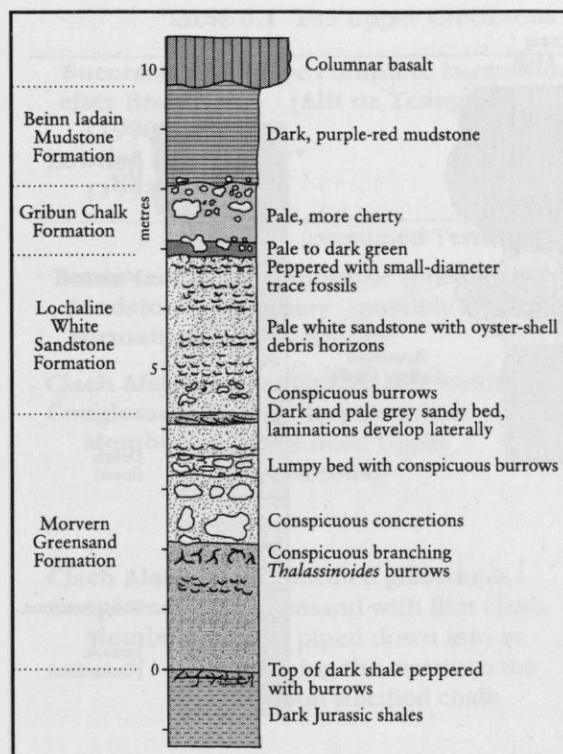 10
Columnar basalt
Beinn Iadain
Mudstone
Formation
Dark, purple-red mudstone
Gribun Chalk
Formation
metres
Pale, more cherty
Pale to dark green
Peppered with small-diameter
trace fossils
Lochaline
White
Sandstone
Formation
Pale white sandstone with oyster-shell
debris horizons
5
Conspicuous burrows
Dark and pale grey sandy bed,
laminations develop laterally
Lumpy bed with conspicuous burrows
Morvern
Greensand
Formation
Conspicuous concretions
Conspicuous branching
Thalassinoides burrows
0
Top of dark shale peppered
with burrows
Dark Jurassic shales